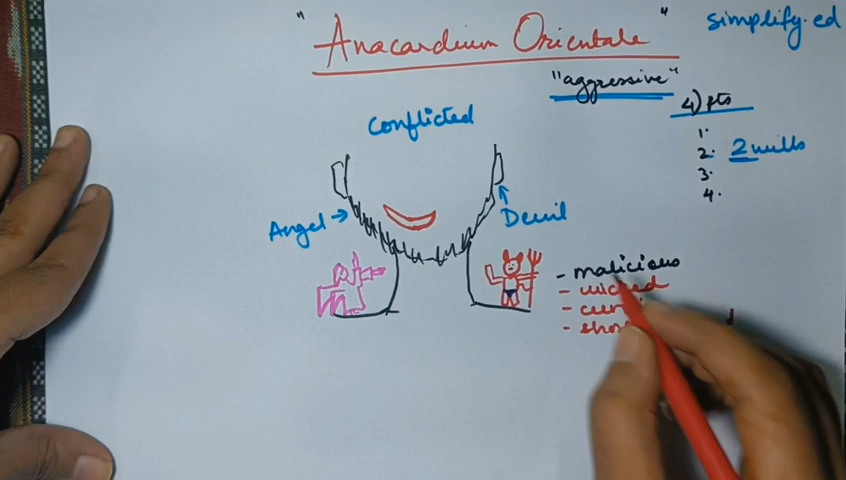 "Anacardium Orientale"
simplify.ed
"aggressive"
4) pts
1.
2. 2 wills
3.
4.
Conflicted
Angel →
Devil
- malicious
- wicked
-
-